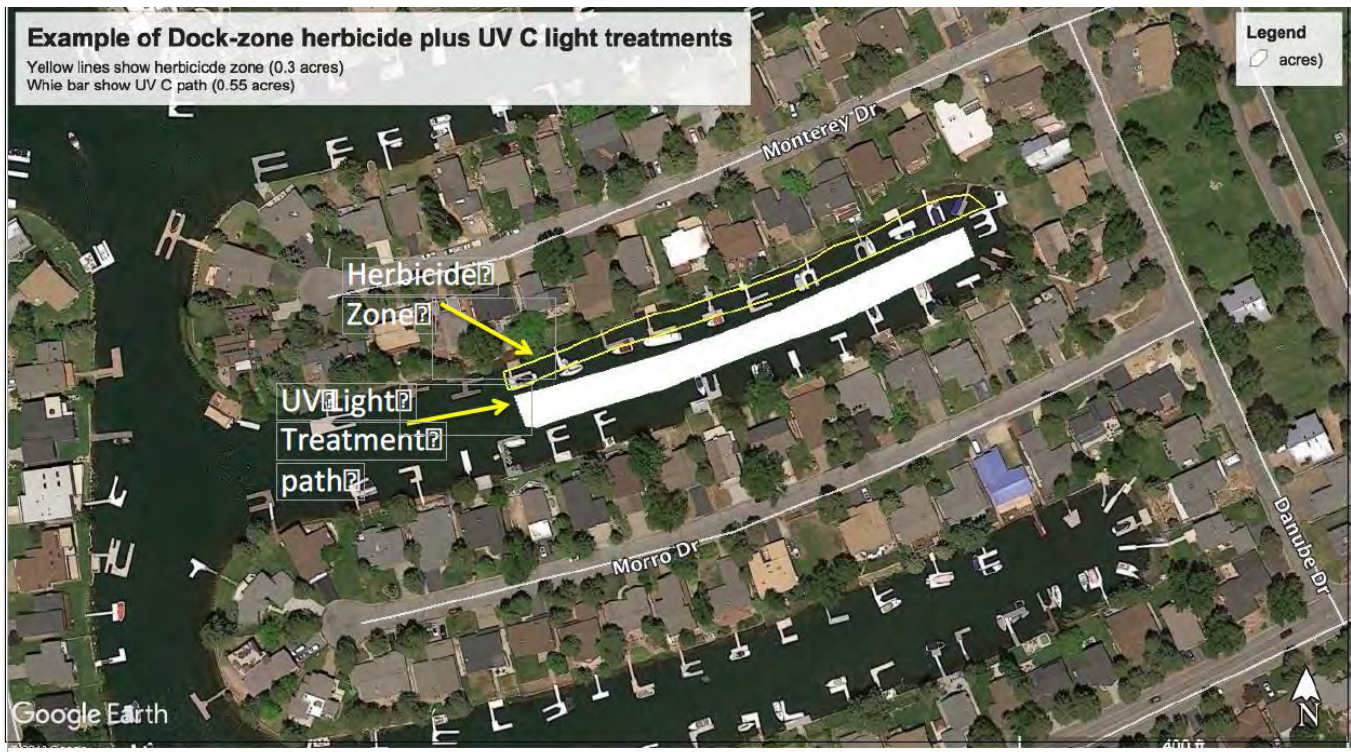 Example of Dock-zone herbicide plus UV C light treatments
Yellow lines show herbicicde zone (0.3 acres)
Whie bar show UV C path (0.55 acres)
Legend
acres)
Monterey Dr
Herbicide
Zone
UV Light
Treatment
path
Morro Dr
Danube Dr
Google Earth
N
400 ft